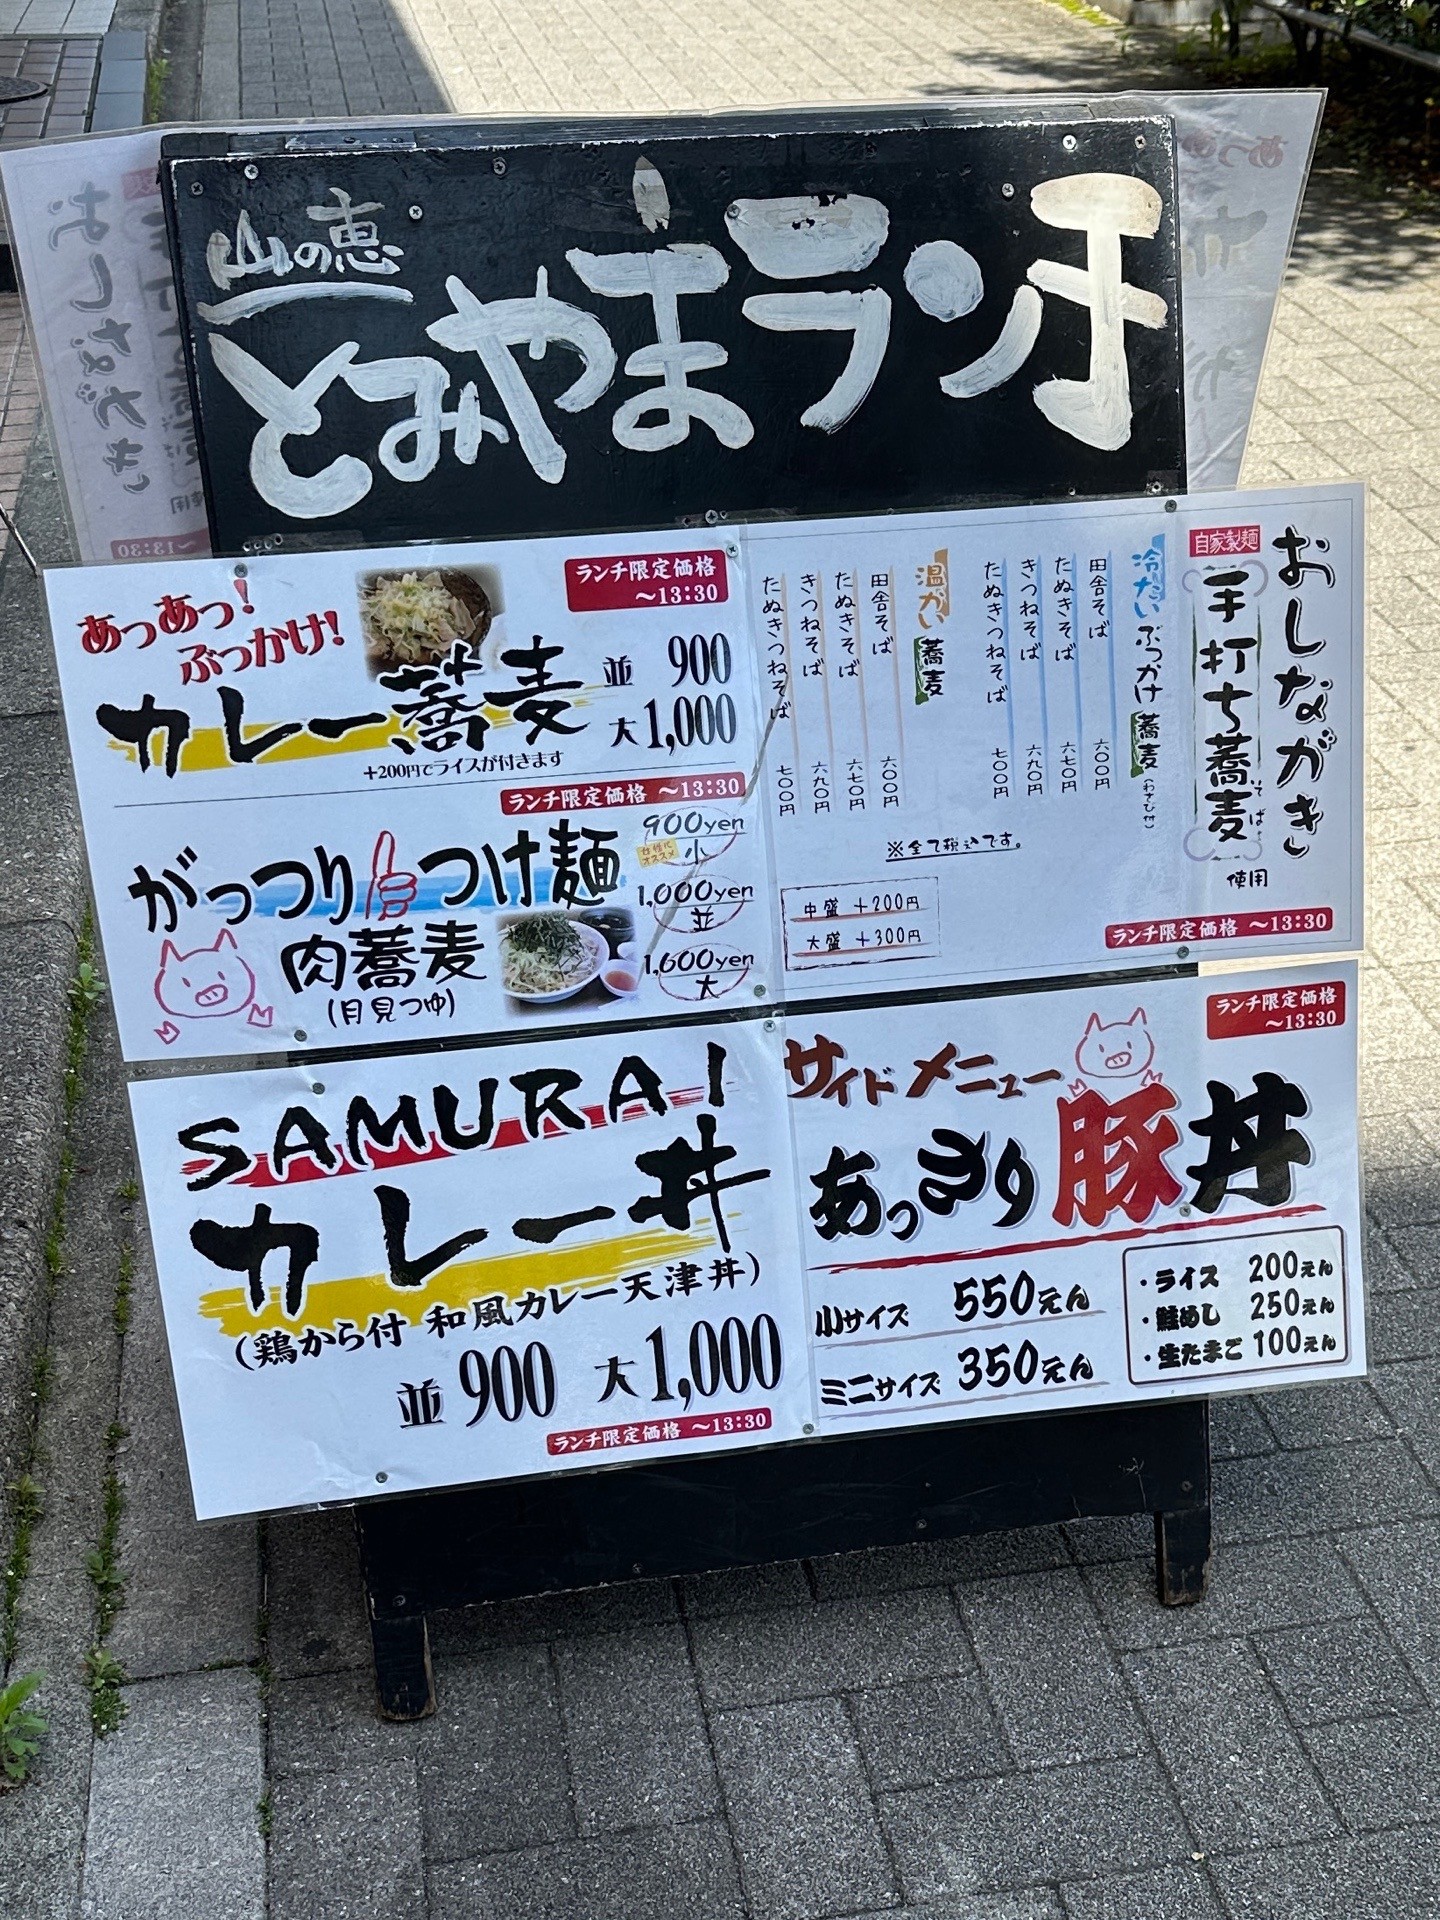 山の恵
とみやまランチ
あっあっ!
ぶっかけ!
ランチ限定価格
~13:30
カレー蕎麦
並 900
大 1,000
+200円でライスが付きます
ランチ限定価格 ~13:30
がっつり つけ麺
肉蕎麦
(月見つゆ)
900yen
女性に
オススメ
小
1,000yen
並
1,600yen
大
おしながき
自家製麺
手打ち蕎麦
そば
使用
冷たいぶっかけ蕎麦(わさび付)
田舎そば 六〇〇円
たぬきそば 六七〇円
きつねそば 六九〇円
たぬきつねそば 七〇〇円
温かい蕎麦
田舎そば 六〇〇円
たぬきそば 六七〇円
きつねそば 六九〇円
たぬきつねそば 七〇〇円
※全て税込です。
中盛 +200円
大盛 +300円
ランチ限定価格 ~13:30
SAMURAI
カレー丼
(鶏から付 和風カレー天津丼)
並 900 大 1,000
ランチ限定価格 ~13:30
ランチ限定価格
~13:30
サイドメニュー
あっさり豚丼
小サイズ 550えん
ミニサイズ 350えん
・ライス 200えん
・鮭めし 250えん
・生たまご 100えん